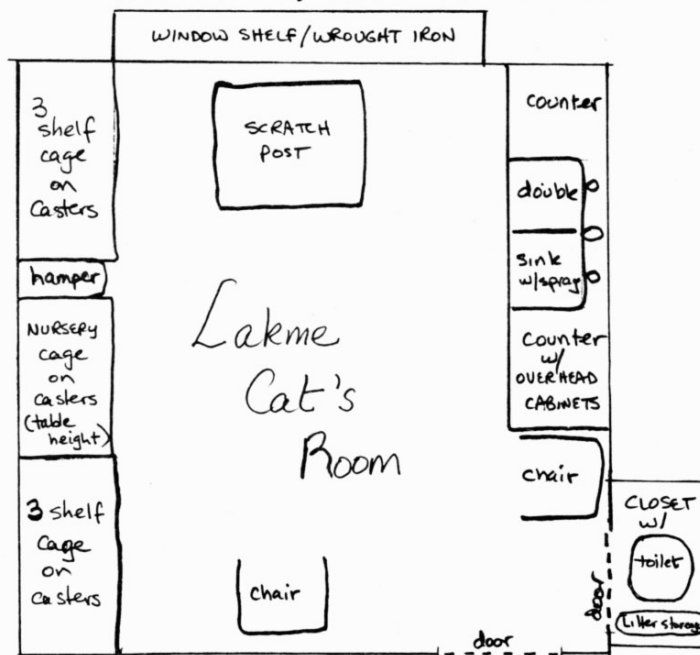 WINDOW SHELF/WROUGHT IRON
3
shelf
cage
on
Casters
SCRATCH
POST
counter
double
sink
w/spray
hamper
NURSERY
cage
on
casters
(table
height)
Lakme
Cat's
Room
Counter
w/
OVERHEAD
CABINETS
chair
3 shelf
Cage
on
casters
chair
CLOSET
w/
toilet
Litter storage
door
door